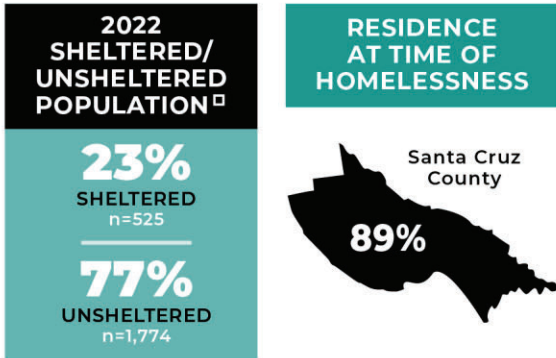 2022
SHELTERED/
UNSHELTERED
POPULATION□
23%
SHELTERED
n=525
77%
UNSHELTERED
n=1,774
RESIDENCE
AT TIME OF
HOMELESSNESS
Santa Cruz
County
89%